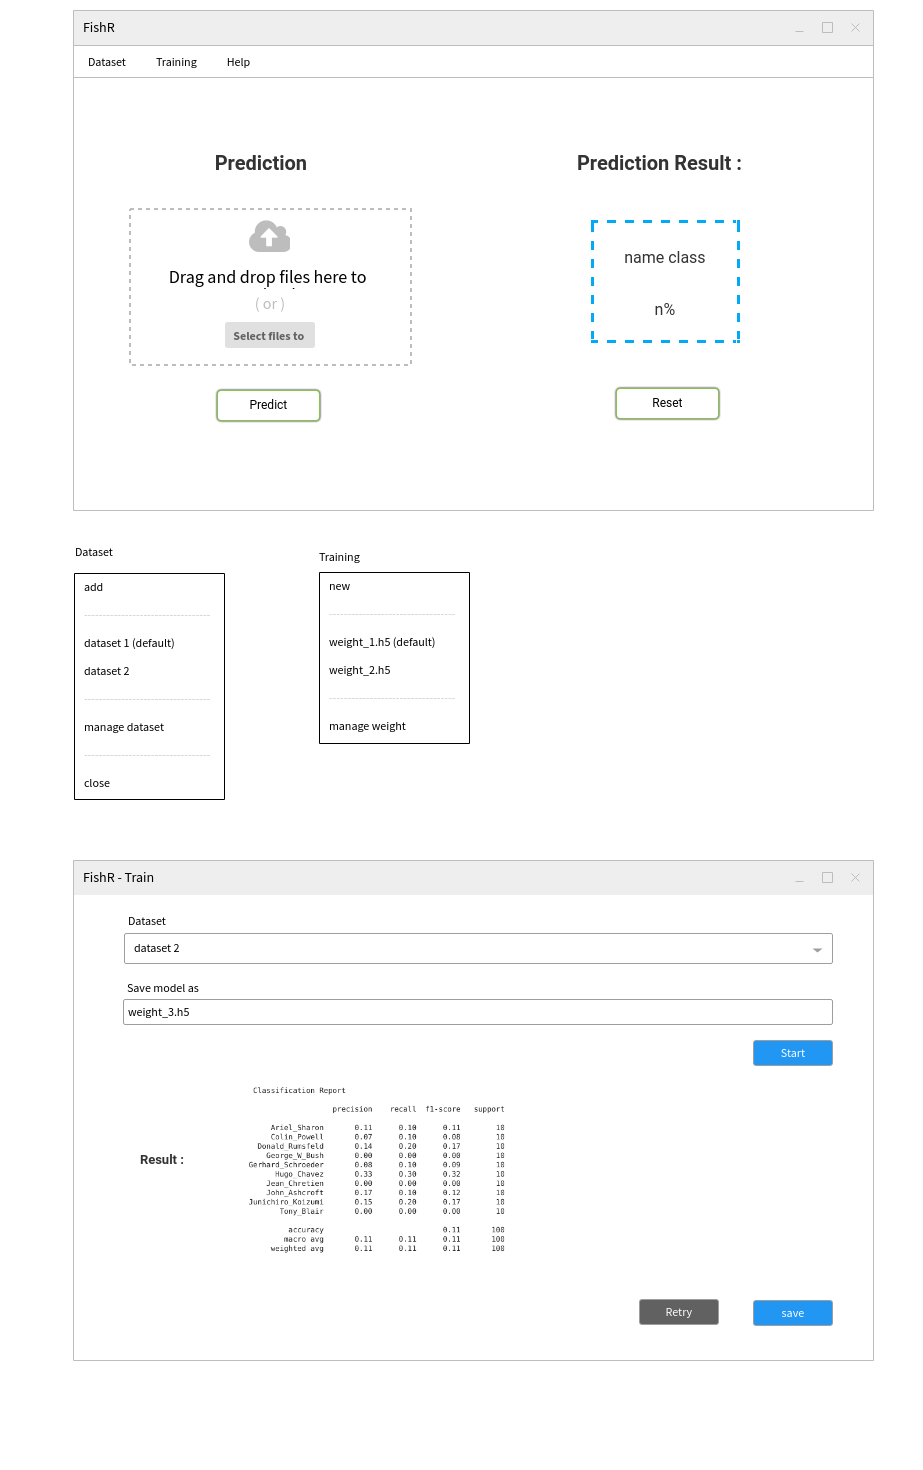 FishR
Dataset Training Help
Prediction
Prediction Result :
Drag and drop files here to
( or )
Select files to
Predict
name class
n%
Reset
Dataset
add
dataset 1 (default)
dataset 2
manage dataset
close
Training
new
weight_1.h5 (default)
weight_2.h5
manage weight
FishR - Train
Dataset
dataset 2
Save model as
weight_3.h5
Start
Result :
Classification Report
precision recall f1-score support
Ariel_Sharon 0.11 0.10 0.11 10
Colin_Powell 0.07 0.10 0.08 10
Donald_Rumsfeld 0.14 0.20 0.17 10
George_W_Bush 0.00 0.00 0.00 10
Gerhard_Schroeder 0.08 0.10 0.09 10
Hugo_Chavez 0.33 0.30 0.32 10
Jean_Chretien 0.00 0.00 0.00 10
John_Ashcroft 0.17 0.10 0.12 10
Junichiro_Koizumi 0.15 0.20 0.17 10
Tony_Blair 0.00 0.00 0.00 10
accuracy 0.11 100
macro avg 0.11 0.11 0.11 100
weighted avg 0.11 0.11 0.11 100
Retry
save